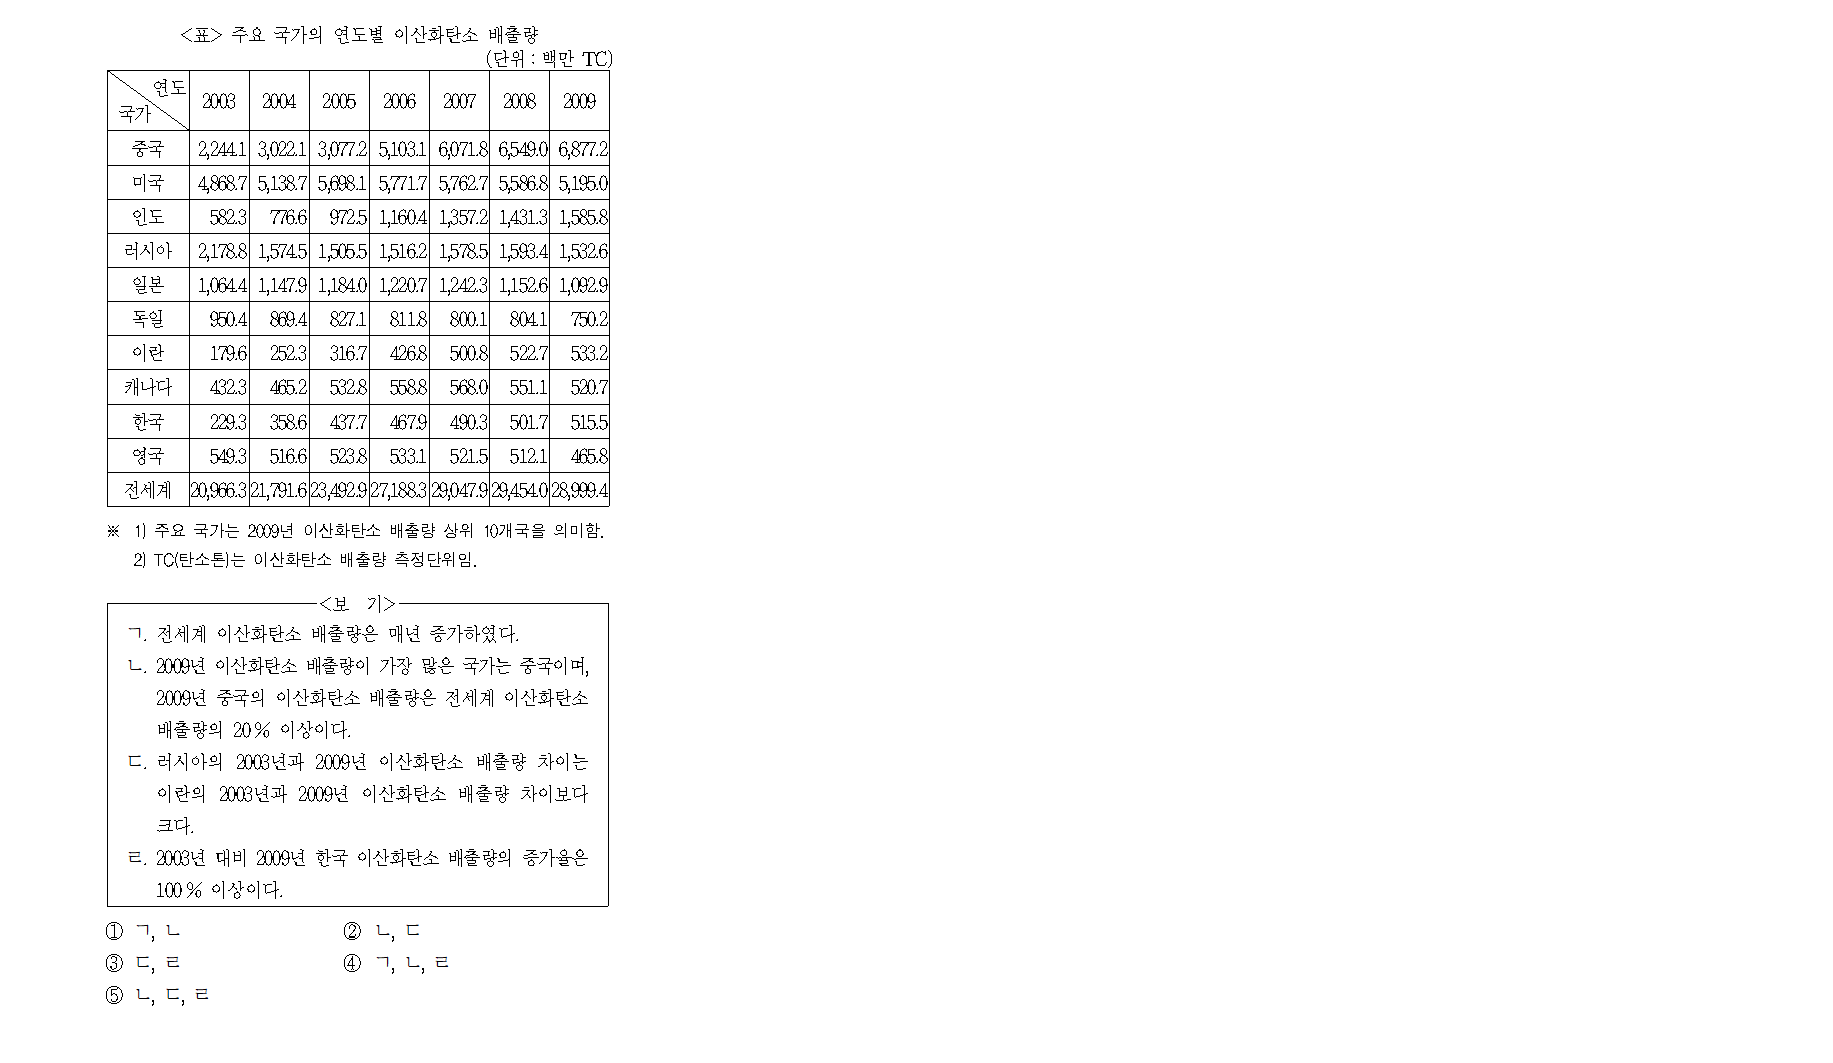 <표> 주요 국가의 연도별 이산화탄소 배출량
(단위 : 백만 TC)
연도
국가 2003 2004 2005 2006 2007 2008 2009
중국 2,244.1 3,022.1 3,077.2 5,103.1 6,071.8 6,549.0 6,877.2
미국 4,868.7 5,138.7 5,698.1 5,771.7 5,762.7 5,586.8 5,195.0
인도 582.3 776.6 972.5 1,160.4 1,357.2 1,431.3 1,585.8
러시아 2,178.8 1,574.5 1,505.5 1,516.2 1,578.5 1,593.4 1,532.6
일본 1,064.4 1,147.9 1,184.0 1,220.7 1,242.3 1,152.6 1,092.9
독일 950.4 869.4 827.1 811.8 800.1 804.1 750.2
이란 179.6 252.3 316.7 426.8 500.8 522.7 533.2
캐나다 432.3 465.2 532.8 558.8 568.0 551.1 520.7
한국 229.3 358.6 437.7 467.9 490.3 501.7 515.5
영국 549.3 516.6 523.8 533.1 521.5 512.1 465.8
전세계 20,966.3 21,791.6 23,492.9 27,188.3 29,047.9 29,454.0 28,999.4
※ 1) 주요 국가는 2009년 이산화탄소 배출량 상위 10개국을 의미함.
2) TC(탄소톤)는 이산화탄소 배출량 측정단위임.
<보 기>
ㄱ. 전세계 이산화탄소 배출량은 매년 증가하였다.
ㄴ. 2009년 이산화탄소 배출량이 가장 많은 국가는 중국이며,
2009년 중국의 이산화탄소 배출량은 전세계 이산화탄소
배출량의 20% 이상이다.
ㄷ. 러시아의 2003년과 2009년 이산화탄소 배출량 차이는
이란의 2003년과 2009년 이산화탄소 배출량 차이보다
크다.
ㄹ. 2003년 대비 2009년 한국 이산화탄소 배출량의 증가율은
100% 이상이다.
① ㄱ, ㄴ ② ㄴ, ㄷ
③ ㄷ, ㄹ ④ ㄱ, ㄴ, ㄹ
⑤ ㄴ, ㄷ, ㄹ